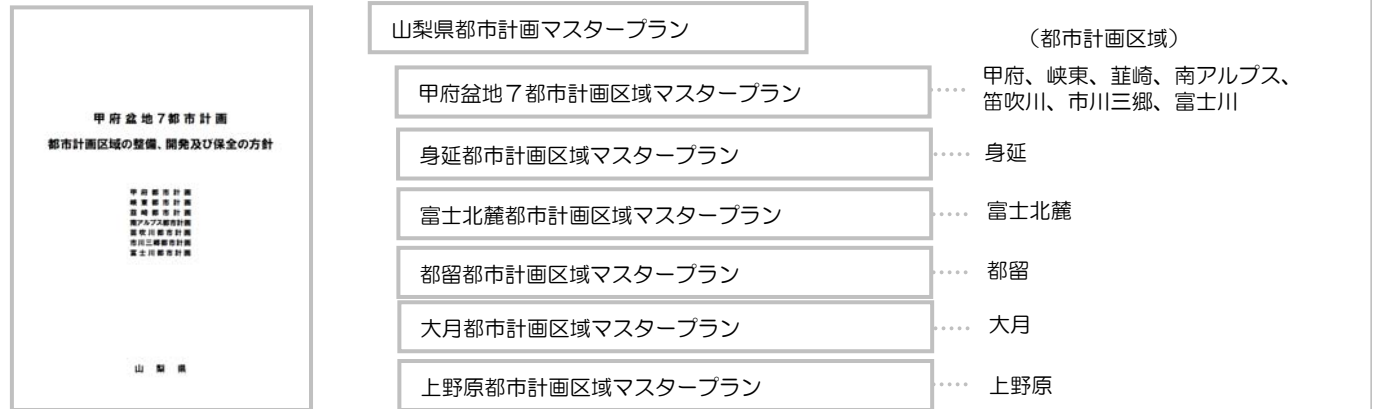 甲府盆地7都市計画
都市計画区域の整備、開発及び保全の方針
甲府都市計画
峡東都市計画
韮崎都市計画
南アルプス都市計画
笛吹川都市計画
市川三郷都市計画
富士川都市計画
山梨県
山梨県都市計画マスタープラン
(都市計画区域)
甲府盆地7都市計画区域マスタープラン
甲府、峡東、韮崎、南アルプス、
笛吹川、市川三郷、富士川
身延都市計画区域マスタープラン
身延
富士北麓都市計画区域マスタープラン
富士北麓
都留都市計画区域マスタープラン
都留
大月都市計画区域マスタープラン
大月
上野原都市計画区域マスタープラン
上野原